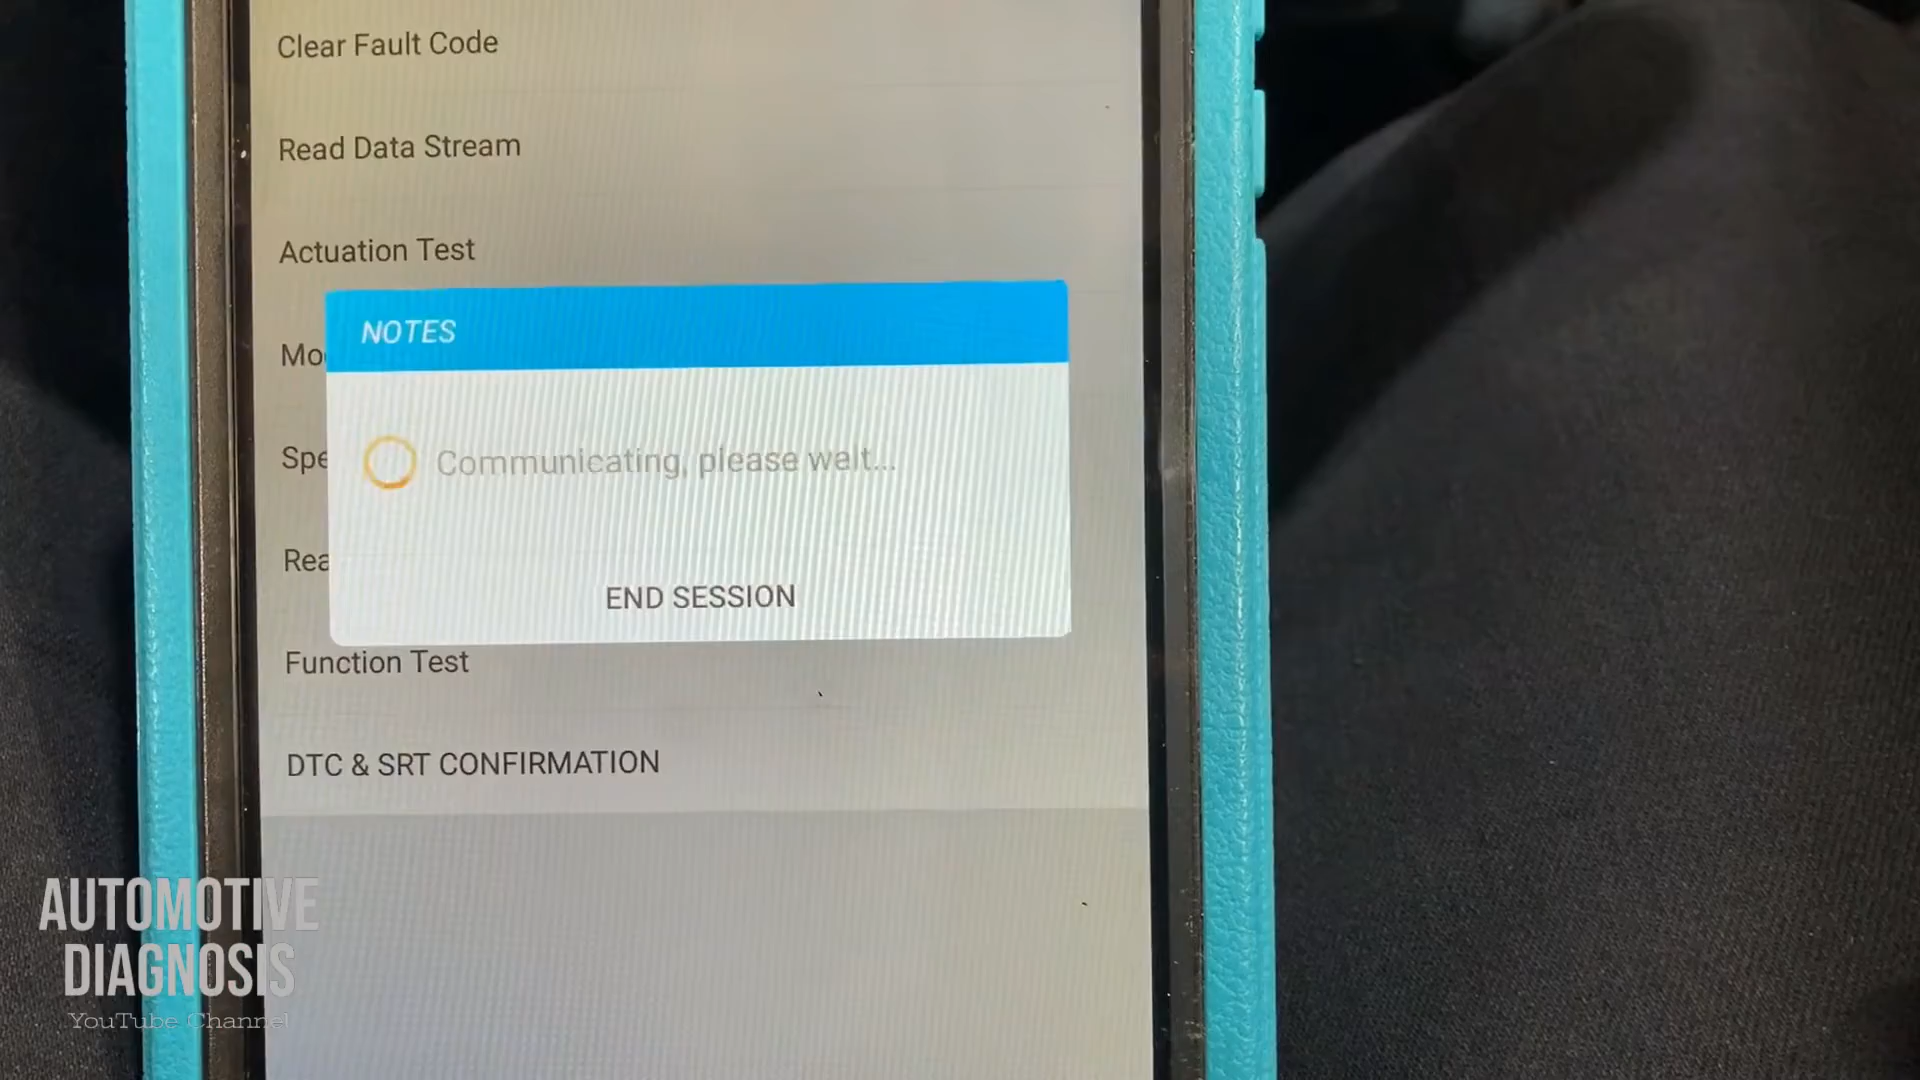 Clear Fault Code
Read Data Stream
Actuation Test
NOTES
Mo
Spe
Communicating, please wait...
Rea
END SESSION
Function Test
DTC & SRT CONFIRMATION
AUTOMOTIVE
DIAGNOSIS
YouTube Channel